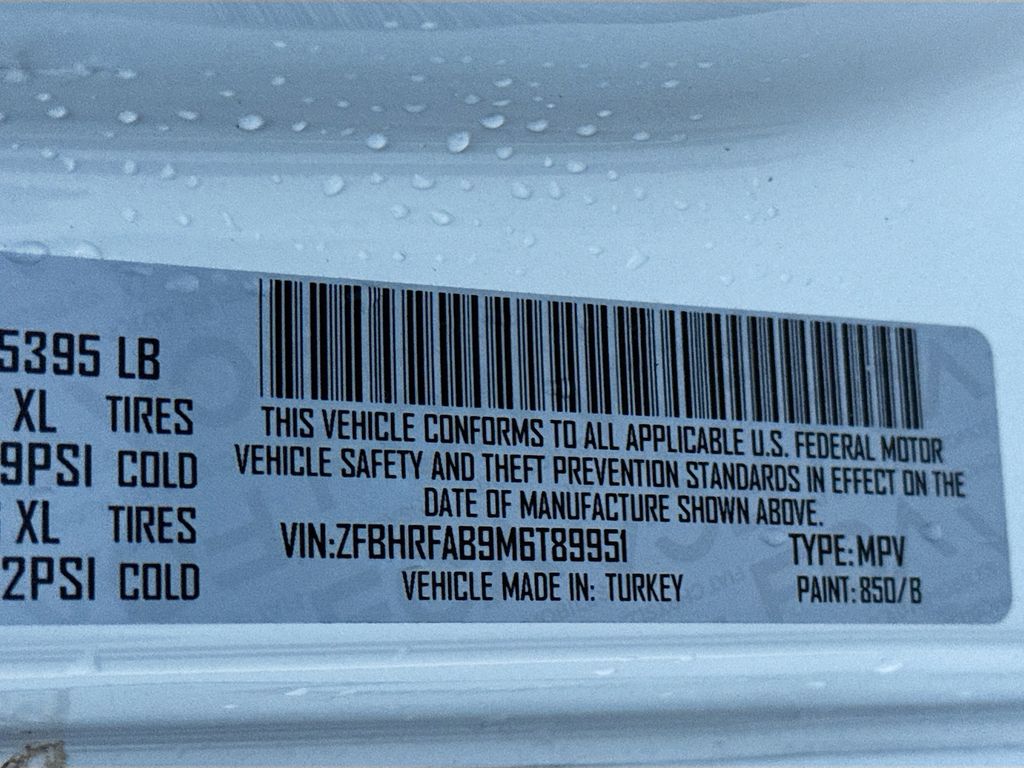 5395 LB
XL TIRES
9PSI COLD
XL TIRES
2PSI COLD
THIS VEHICLE CONFORMS TO ALL APPLICABLE U.S. FEDERAL MOTOR
VEHICLE SAFETY AND THEFT PREVENTION STANDARDS IN EFFECT ON THE
DATE OF MANUFACTURE SHOWN ABOVE.
VIN:ZFBHRFAB9M6T89951 TYPE:MPV
VEHICLE MADE IN: TURKEY PAINT: 850/B